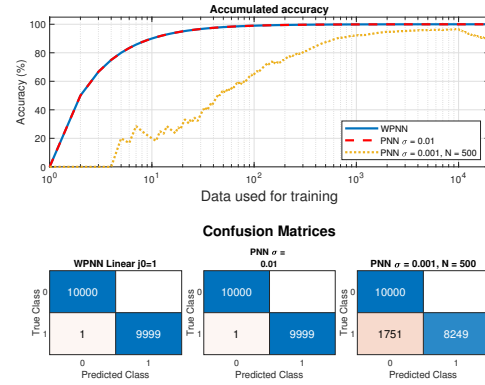 Accumulated accuracy
100
80
60
40
20
0
Accuracy (%)
10^0
10^1
10^2
10^3
10^4
Data used for training
WPNN
PNN σ = 0.01
PNN σ = 0.001, N = 500
Confusion Matrices
WPNN Linear j0=1
True Class
0
1
10000
1
9999
0
1
Predicted Class
PNN σ =
0.01
True Class
0
1
10000
1
9999
0
1
Predicted Class
PNN σ = 0.001, N = 500
True Class
0
1
10000
1751
8249
0
1
Predicted Class